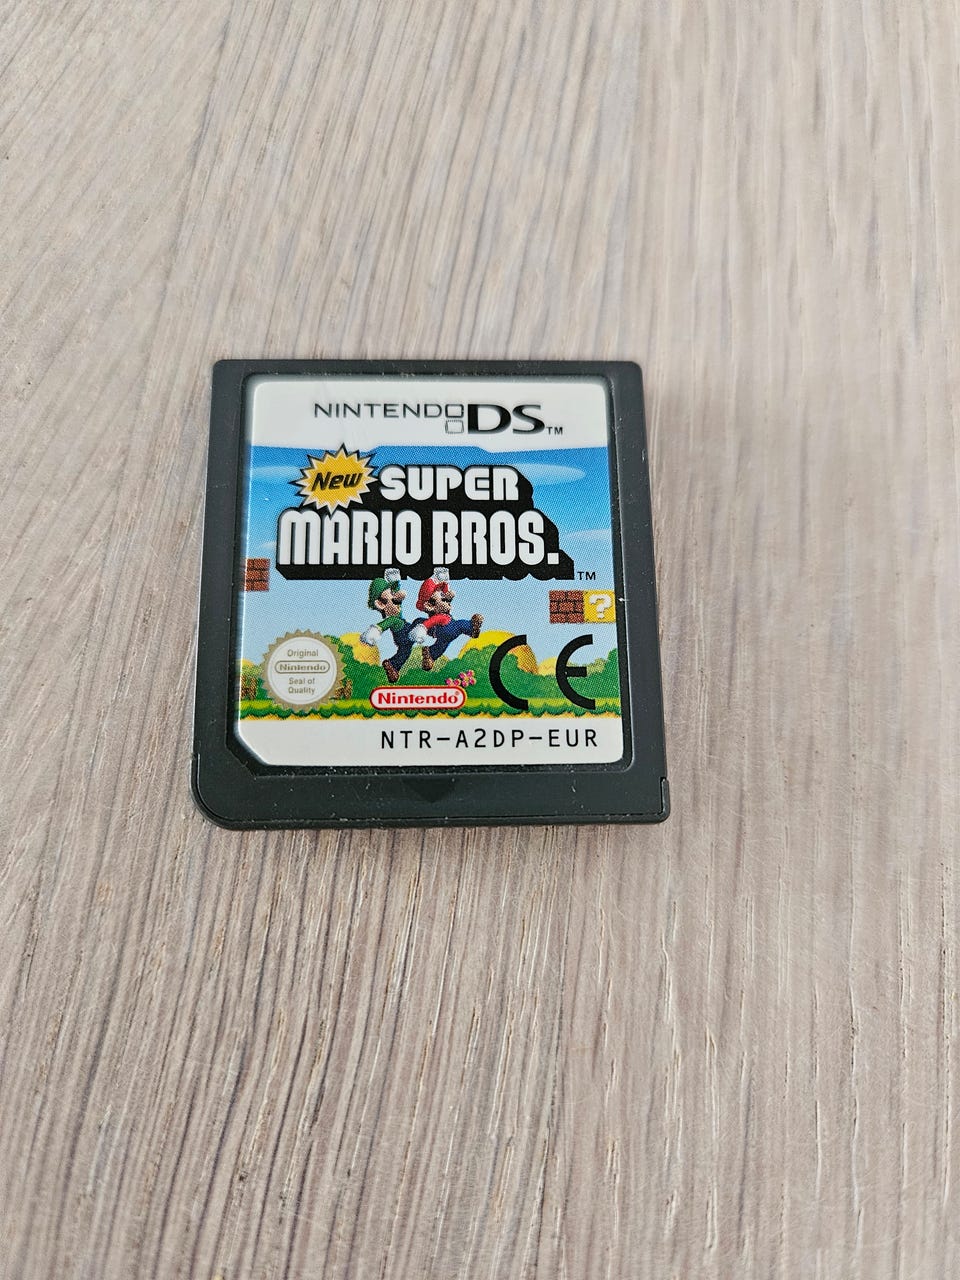 NINTENDO DS™
New SUPER
MARIO BROS.™
?
CE
Original
Nintendo
Seal of
Quality
Nintendo®
NTR-A2DP-EUR